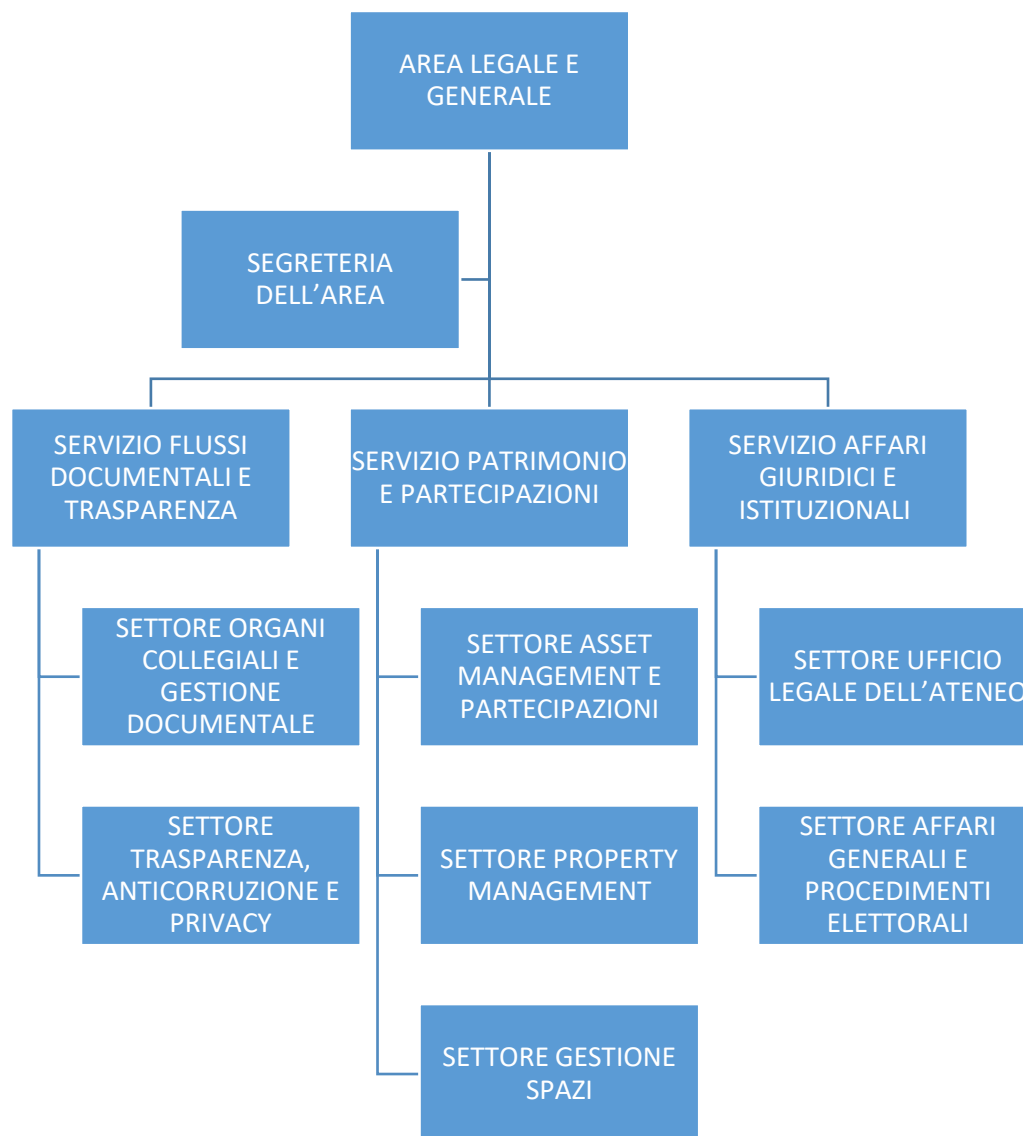 AREA LEGALE E
GENERALE
SEGRETERIA
DELL’AREA
SERVIZIO FLUSSI
DOCUMENTALI E
TRASPARENZA
SERVIZIO PATRIMONIO
E PARTECIPAZIONI
SERVIZIO AFFARI
GIURIDICI E
ISTITUZIONALI
SETTORE ORGANI
COLLEGIALI E
GESTIONE
DOCUMENTALE
SETTORE ASSET
MANAGEMENT E
PARTECIPAZIONI
SETTORE UFFICIO
LEGALE DELL’ATENEO
SETTORE
TRASPARENZA,
ANTICORRUZIONE E
PRIVACY
SETTORE PROPERTY
MANAGEMENT
SETTORE AFFARI
GENERALI E
PROCEDIMENTI
ELETTORALI
SETTORE GESTIONE
SPAZI